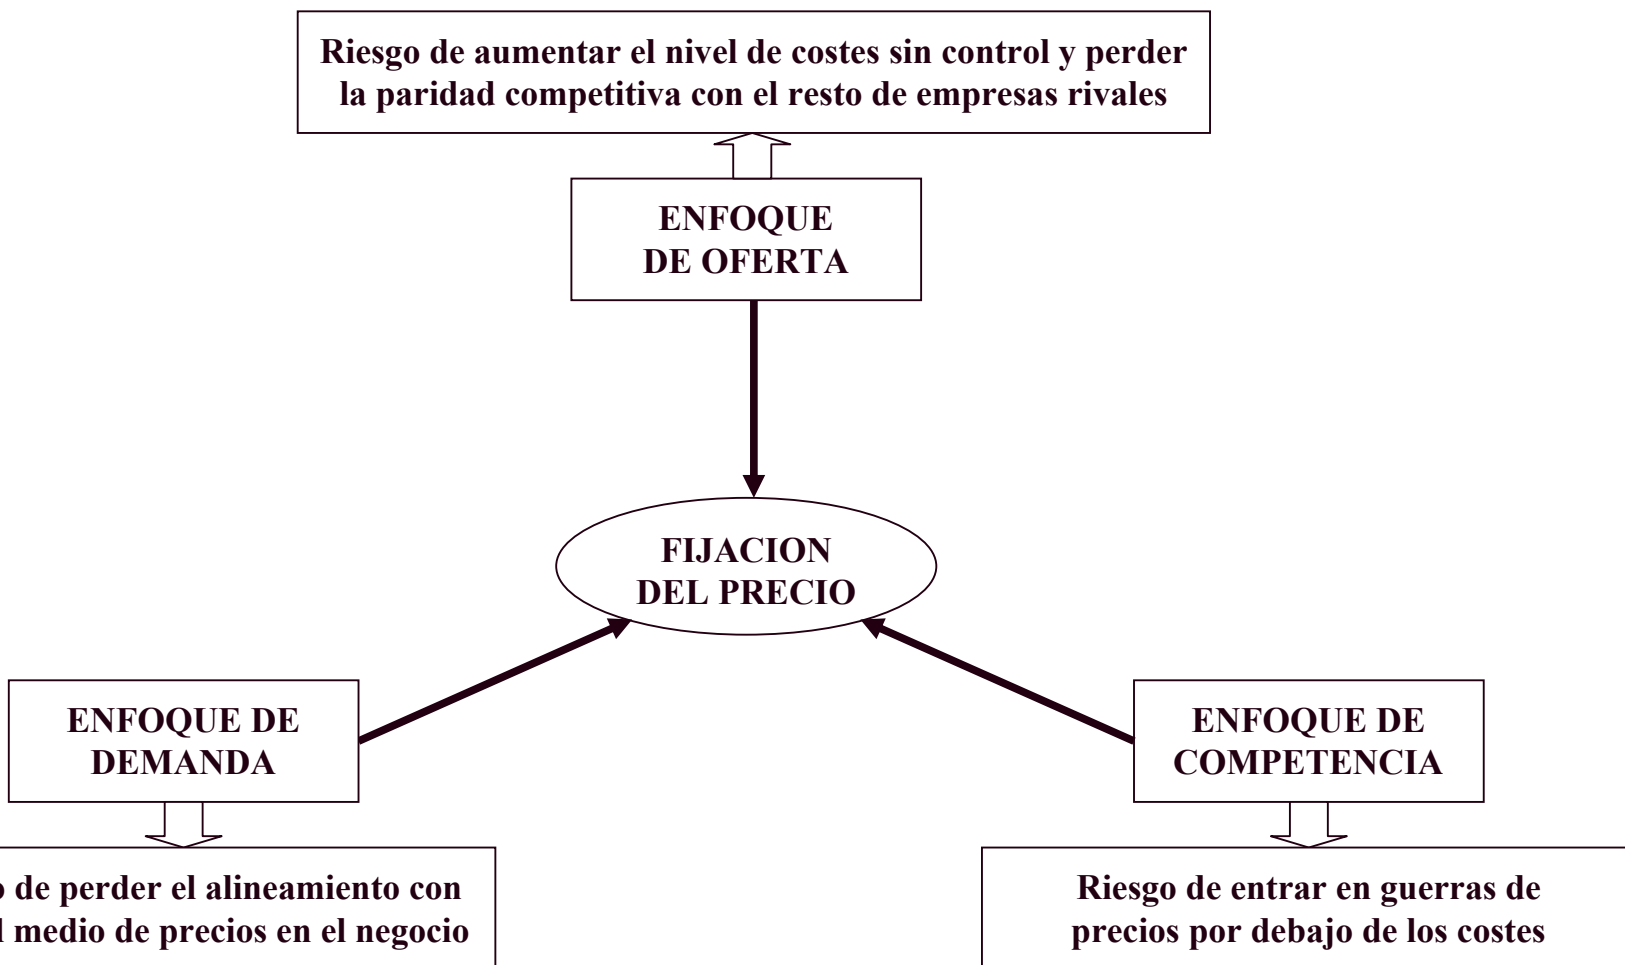 Riesgo de aumentar el nivel de costes sin control y perder
la paridad competitiva con el resto de empresas rivales
ENFOQUE
DE OFERTA
FIJACION
DEL PRECIO
ENFOQUE DE
DEMANDA
ENFOQUE DE
COMPETENCIA
de perder el alineamiento con
medio de precios en el negocio
Riesgo de entrar en guerras de
precios por debajo de los costes